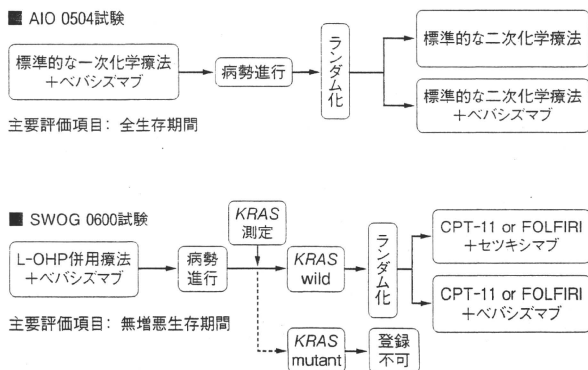 ■ AIO 0504試験
標準的な一次化学療法
+ベバシズマブ
病勢進行
ランダム化
標準的な二次化学療法
標準的な二次化学療法
+ベバシズマブ
主要評価項目：全生存期間
■ SWOG 0600試験
L-OHP併用療法
+ベバシズマブ
病勢
進行
KRAS
測定
KRAS
wild
ランダム化
CPT-11 or FOLFIRI
+セツキシマブ
CPT-11 or FOLFIRI
+ベバシズマブ
主要評価項目：無増悪生存期間
KRAS
mutant
登録
不可